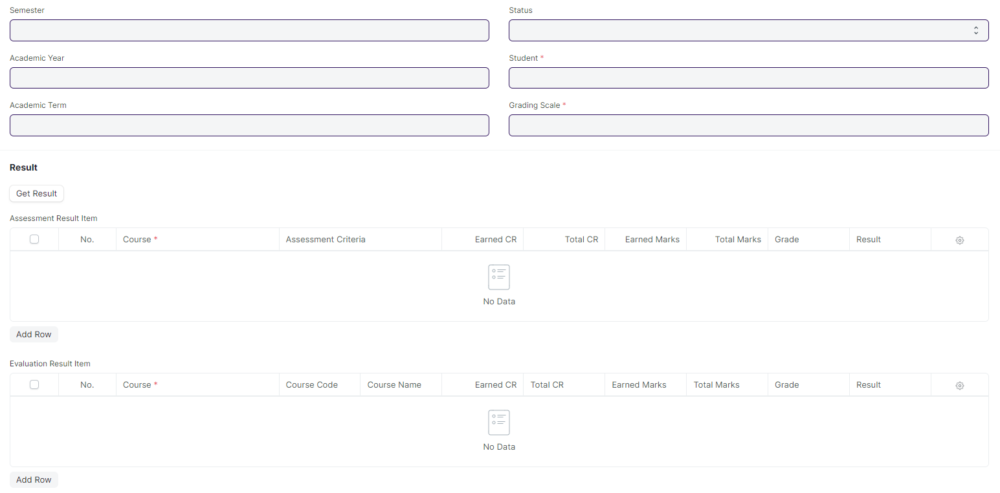 Semester
Status
Academic Year
Student *
Academic Term
Grading Scale *
Result
Get Result
Assessment Result Item
No. Course * Assessment Criteria Earned CR Total CR Earned Marks Total Marks Grade Result
No Data
Add Row
Evaluation Result Item
No. Course * Course Code Course Name Earned CR Total CR Earned Marks Total Marks Grade Result
No Data
Add Row